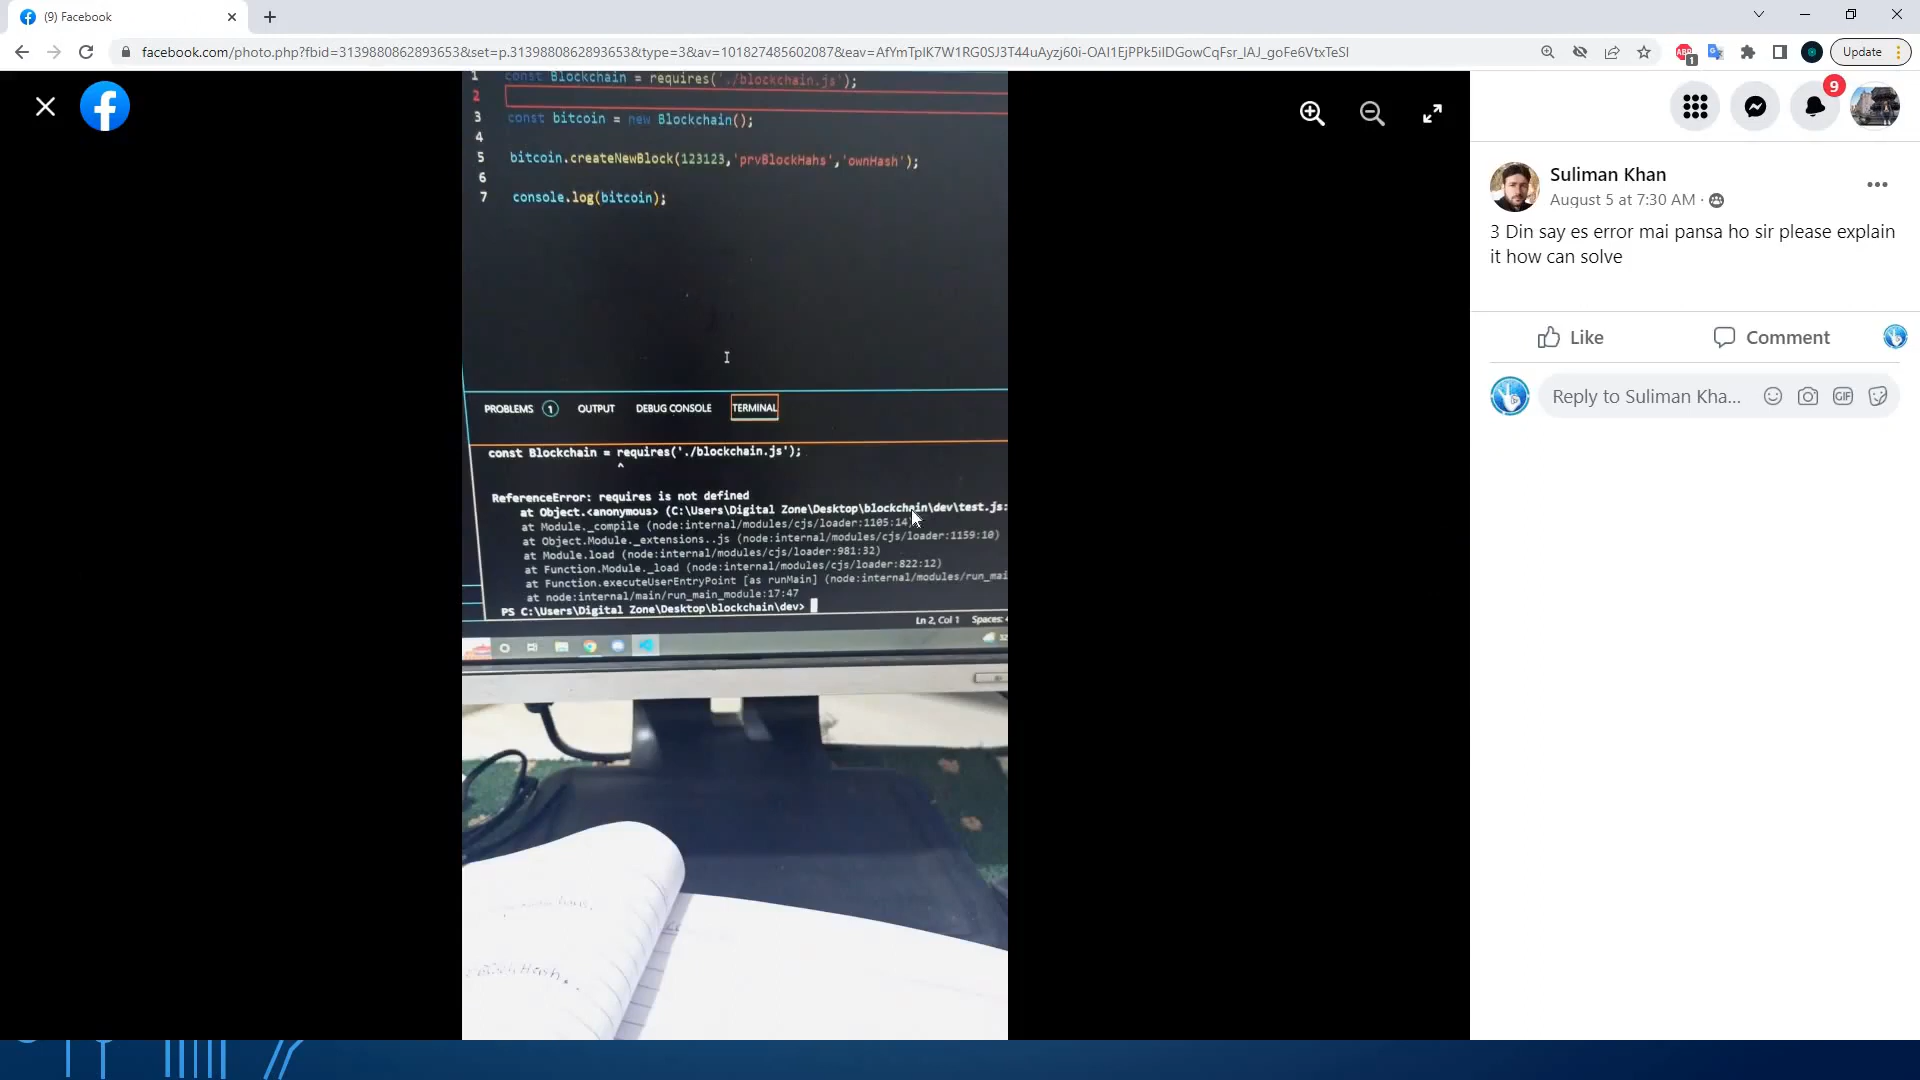 (9) Facebook
facebook.com/photo.php?fbid=3139880862893653&set=p.3139880862893653&type=3&av=101827485602087&eav=AfYmTpIK7W1RG0SJ3T44uAyzj60i-OAI1EjPPk5iIDGowCqFsr_IAJ_goFe6VtxTeSI
1
Update
1 const Blockchain = requires('./blockchain.js');
2
3 const bitcoin = new Blockchain();
4
5 bitcoin.createNewBlock(123123,'prvBlockHahs','ownHash');
6
7 console.log(bitcoin);
PROBLEMS 1 OUTPUT DEBUG CONSOLE TERMINAL
const Blockchain = requires('./blockchain.js');
^
ReferenceError: requires is not defined
at Object.<anonymous> (C:\Users\Digital Zone\Desktop\blockchain\dev\test.js:
at Module._compile (node:internal/modules/cjs/loader:1105:14)
at Object.Module._extensions..js (node:internal/modules/cjs/loader:1159:10)
at Module.load (node:internal/modules/cjs/loader:981:32)
at Function.Module._load (node:internal/modules/cjs/loader:822:12)
at Function.executeUserEntryPoint [as runMain] (node:internal/modules/run_mai
at node:internal/main/run_main_module:17:47
PS C:\Users\Digital Zone\Desktop\blockchain\dev>
Ln 2, Col 1 Spaces:
9
Suliman Khan
August 5 at 7:30 AM ·
3 Din say es error mai pansa ho sir please explain
it how can solve
Like
Comment
Reply to Suliman Kha...
GIF